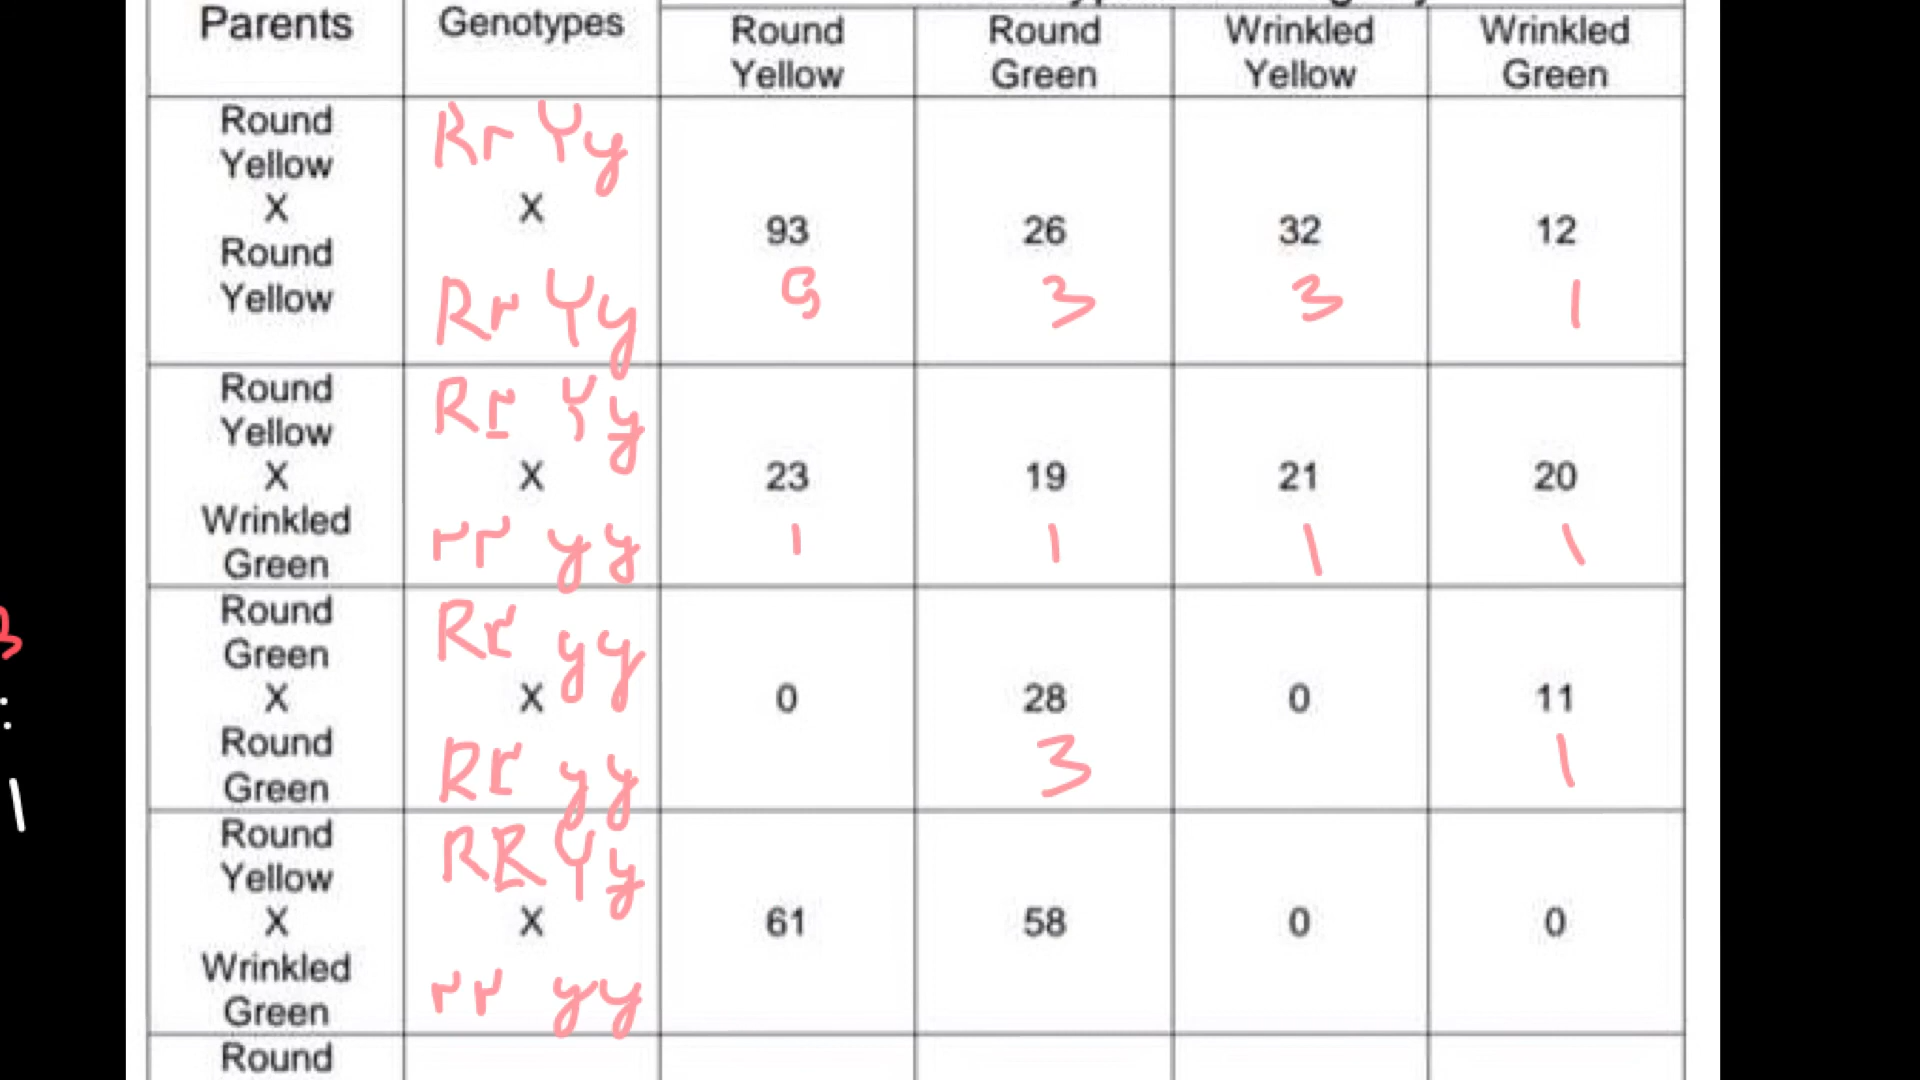 Parents
Genotypes
Round
Yellow
Round
Green
Wrinkled
Yellow
Wrinkled
Green
Round
Yellow
X
Round
Yellow
Rr Yy
X
Rr Yy
93
9
26
3
32
3
12
1
Round
Yellow
X
Wrinkled
Green
Rr Yy
X
rr yy
23
1
19
1
21
1
20
1
Round
Green
X
Round
Green
Rr yy
X
Rr yy
0
28
3
0
11
1
Round
Yellow
X
Wrinkled
Green
RR Yy
X
rr yy
61
58
0
0
Round
3
:
1